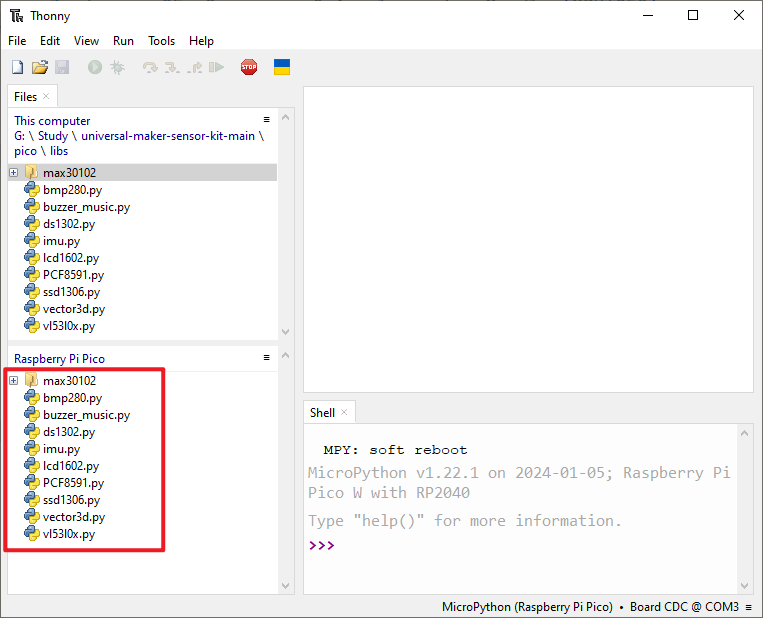 Thonny
File Edit View Run Tools Help
STOP
Files
This computer
G: \ Study \ universal-maker-sensor-kit-main \
pico \ libs
max30102
bmp280.py
buzzer_music.py
ds1302.py
imu.py
lcd1602.py
PCF8591.py
ssd1306.py
vector3d.py
vl53l0x.py
Raspberry Pi Pico
max30102
bmp280.py
buzzer_music.py
ds1302.py
imu.py
lcd1602.py
PCF8591.py
ssd1306.py
vector3d.py
vl53l0x.py
Shell
MPY: soft reboot
MicroPython v1.22.1 on 2024-01-05; Raspberry Pi
Pico W with RP2040
Type "help()" for more information.
>>>
MicroPython (Raspberry Pi Pico) • Board CDC @ COM3 ≡